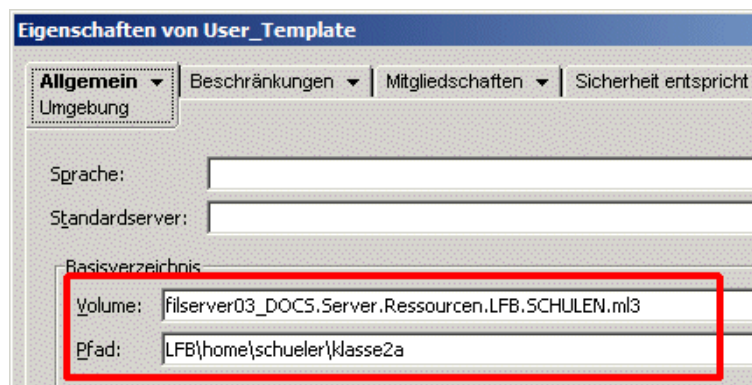 Eigenschaften von User_Template
Allgemein Beschränkungen Mitgliedschaften Sicherheit entspricht
Umgebung
Sprache:
Standardserver:
Basisverzeichnis
Volume: filserver03_DOCS.Server.Ressourcen.LFB.SCHULEN.ml3
Pfad: LFB\home\schueler\klasse2a